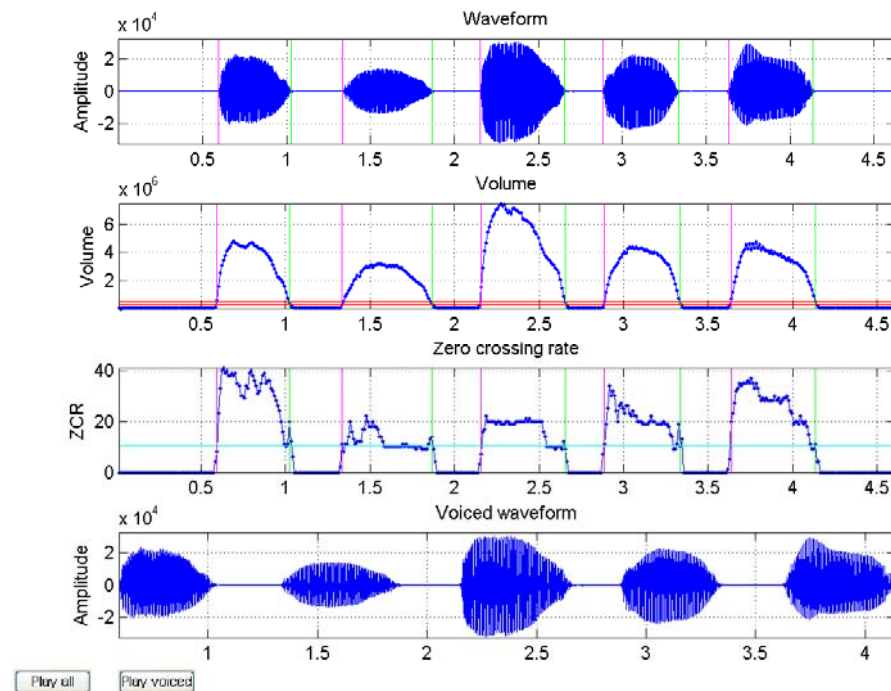 Waveform
x 10^4
Amplitude
2
0
-2
0.5 1 1.5 2 2.5 3 3.5 4 4.5
Volume
x 10^6
Volume
6
4
2
0.5 1 1.5 2 2.5 3 3.5 4 4.5
Zero crossing rate
ZCR
40
20
0
0.5 1 1.5 2 2.5 3 3.5 4 4.5
Voiced waveform
x 10^4
Amplitude
2
0
-2
1 1.5 2 2.5 3 3.5 4
Play all Play voiced